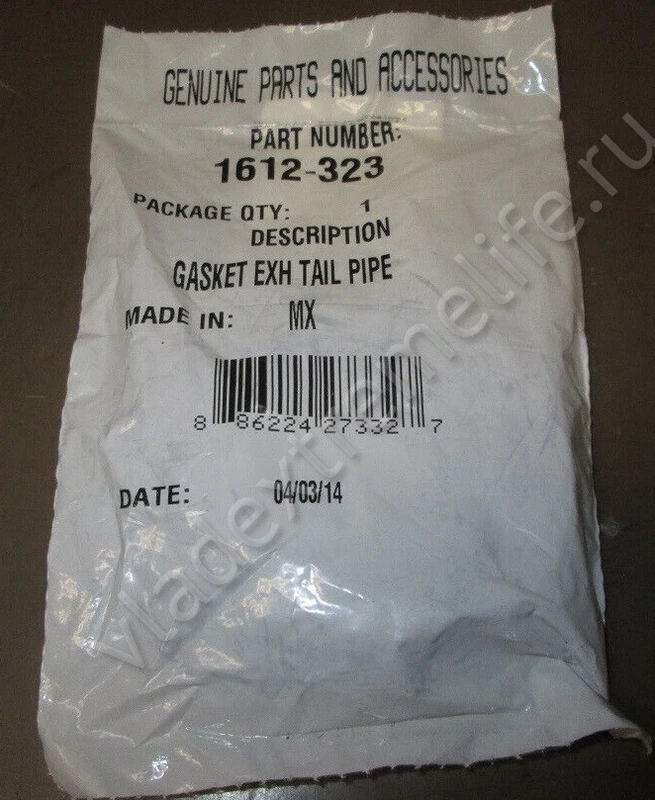 GENUINE PARTS AND ACCESSORIES
PART NUMBER:
1612-323
PACKAGE QTY: 1
DESCRIPTION
GASKET EXH TAIL PIPE
MADE IN: MX
8 86224 27332 7
DATE: 04/03/14
vladextremelife.ru